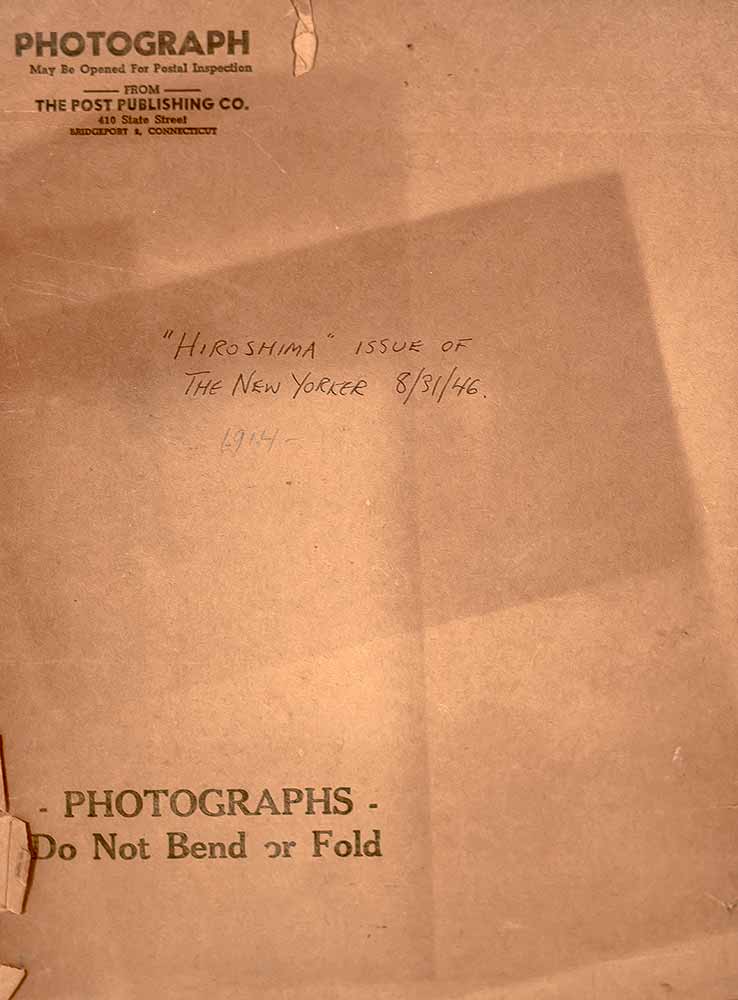 PHOTOGRAPH
May Be Opened For Postal Inspection
FROM
THE POST PUBLISHING CO.
410 State Street
BRIDGEPORT 2, CONNECTICUT
"HIROSHIMA" ISSUE OF
THE NEW YORKER 8/31/46.
- PHOTOGRAPHS -
Do Not Bend or Fold